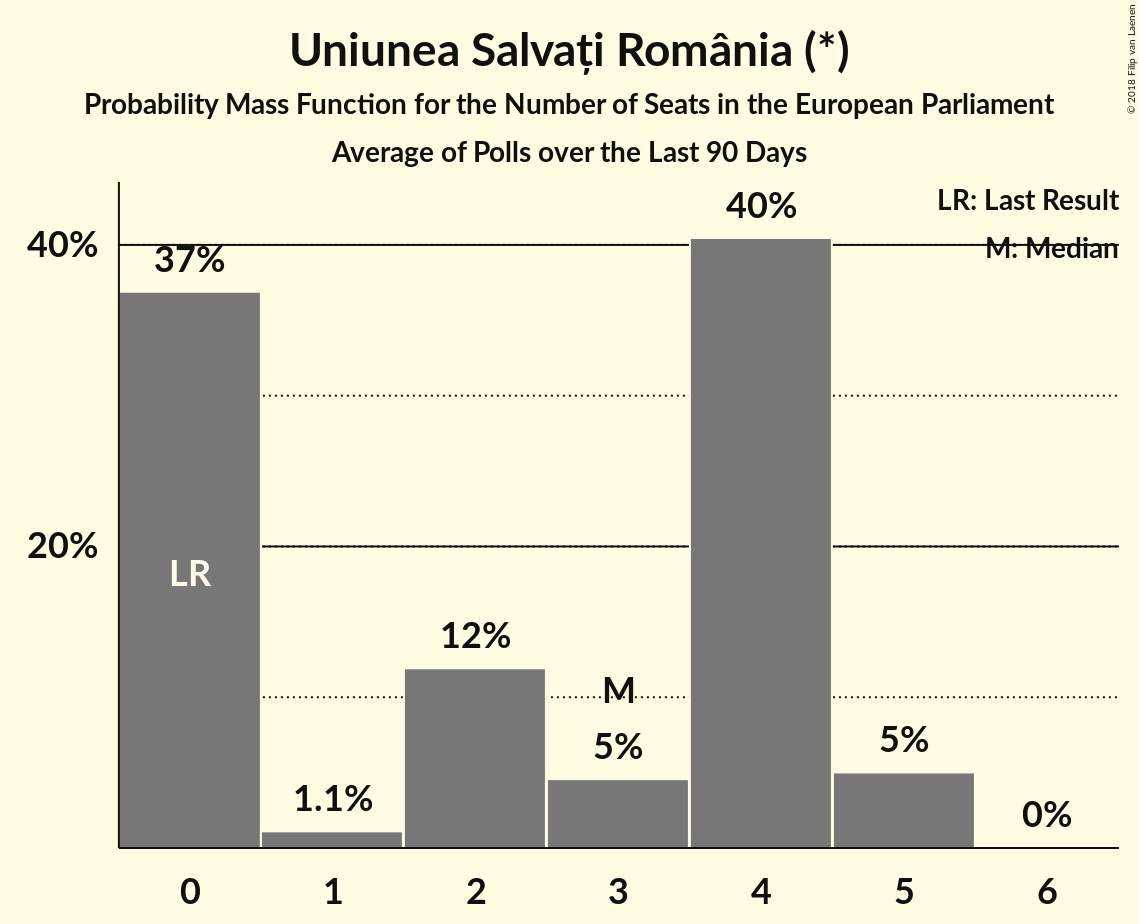 Uniunea Salvați România (*)
Probability Mass Function for the Number of Seats in the European Parliament
Average of Polls over the Last 90 Days
© 2018 Filip van Laenen
LR: Last Result
M: Median
40%
20%
37%
LR
1.1%
12%
M
5%
40%
5%
0%
0 1 2 3 4 5 6